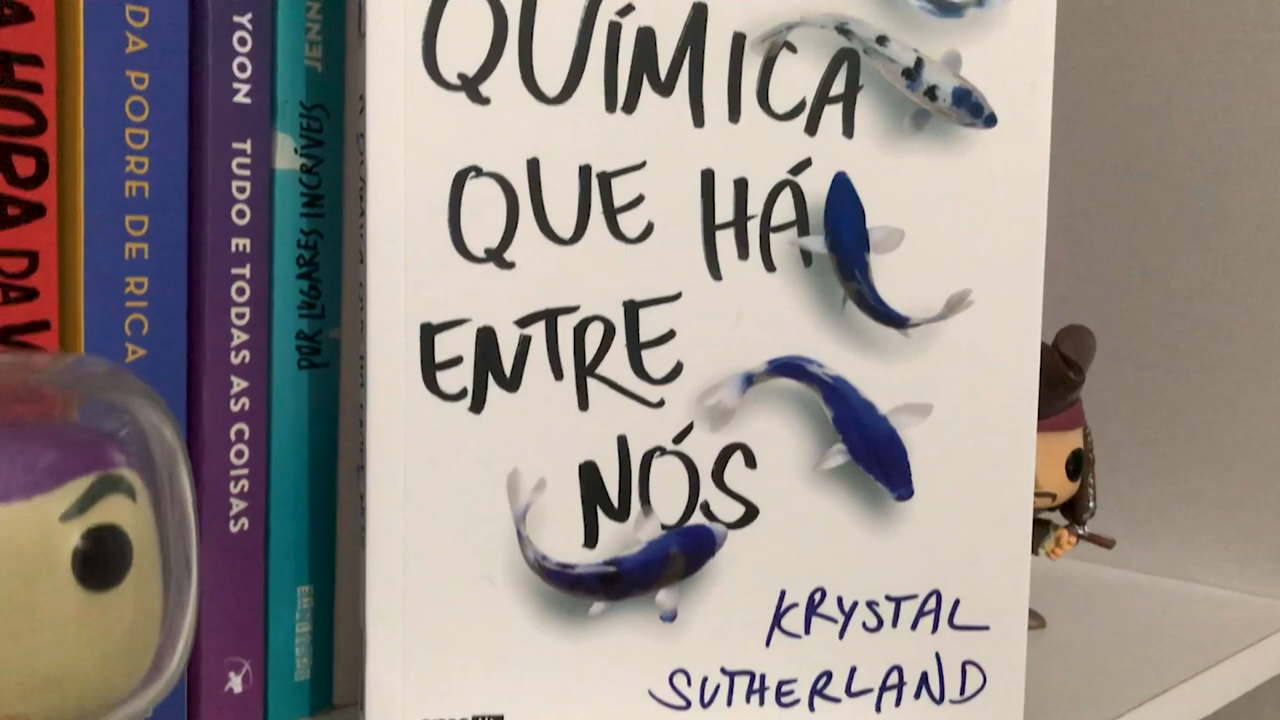 A HORA DA V
DA PODRE DE RICA
YOON TUDO E TODAS AS COISAS
JENN
POR LUGARES INCRÍVEIS
QUÍMICA
QUE HÁ
ENTRE
NÓS
KRYSTAL
SUTHERLAND